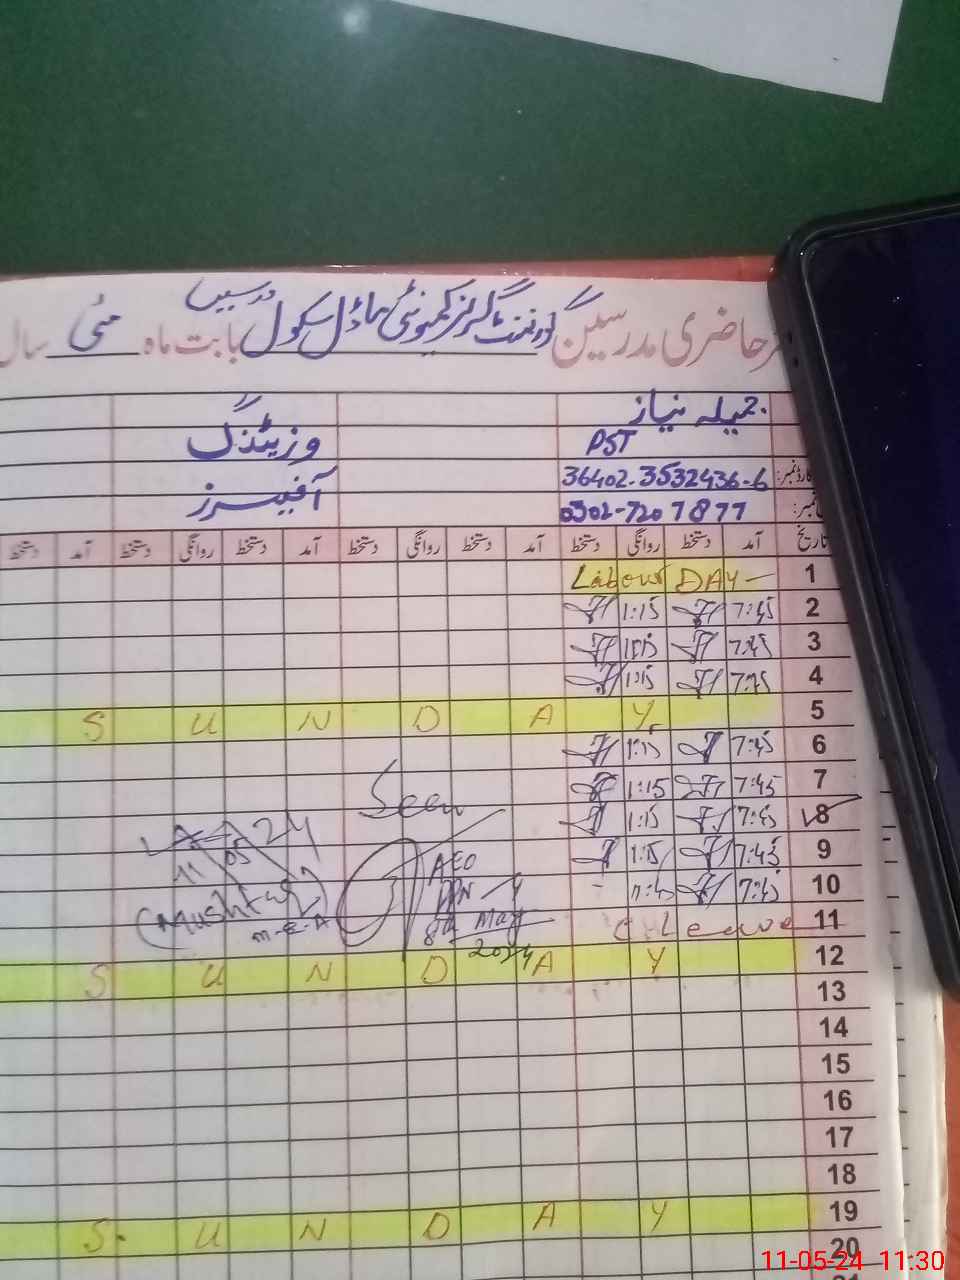 حاضری مدرسین گورنمنٹ گرلز کمیونٹی ماڈل سکول مدرسیں بابت ماہ مئی سال
جمیلہ نیاز
وزیٹنگ
PST
آفیسرز
36402-3532436-6
0302-7207877
تاریخ آمد دستخط روانگی دستخط آمد دستخط روانگی دستخط آمد دستخط روانگی دستخط آمد دستخط
1 Labour DAY
2 7:45 1:15
3 7:45 1:15
4 7:45 1:15
5 S U N D A Y
6 7:45 1:15
7 7:45 1:15
Seen
8 7:45 1:15
9 7:45 1:15
AEO
11 05 24
10 7:45
Mushtaq
M-E-A
8th May
2024
11 C Leave
12 S U N D A Y
13
14
15
16
17
18
19 S U N D A Y
20
11-05-24 11:30